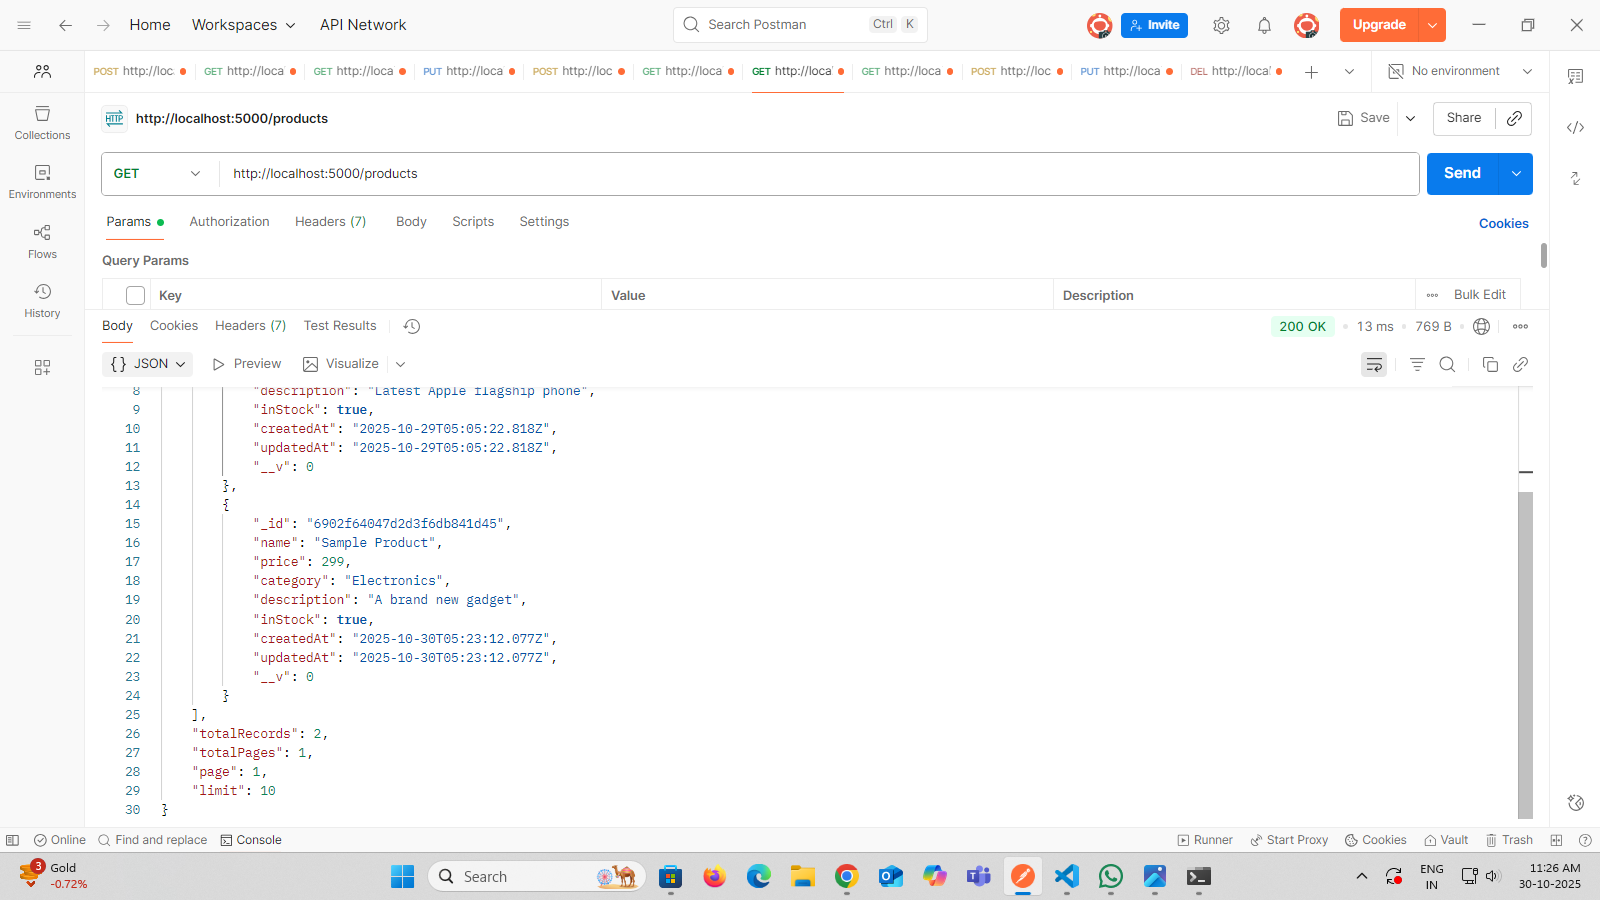 Home
Workspaces
API Network
Search Postman
Ctrl
K
Invite
Upgrade
POST http://loc
GET http://loca
GET http://loca
PUT http://loca
POST http://loc
GET http://loca
GET http://local
GET http://loca
POST http://loc
PUT http://loca
DEL http://local
No environment
HTTP
http://localhost:5000/products
Save
Share
Collections
Environments
Flows
History
GET
http://localhost:5000/products
Send
Params
Authorization
Headers (7)
Body
Scripts
Settings
Cookies
Query Params
Key
Value
Description
Bulk Edit
Body
Cookies
Headers (7)
Test Results
200 OK
13 ms
769 B
{} JSON
Preview
Visualize
8 "description": "Latest Apple flagship phone",
9 "inStock": true,
10 "createdAt": "2025-10-29T05:05:22.818Z",
11 "updatedAt": "2025-10-29T05:05:22.818Z",
12 "__v": 0
13 },
14 {
15 "_id": "6902f64047d2d3f6db841d45",
16 "name": "Sample Product",
17 "price": 299,
18 "category": "Electronics",
19 "description": "A brand new gadget",
20 "inStock": true,
21 "createdAt": "2025-10-30T05:23:12.077Z",
22 "updatedAt": "2025-10-30T05:23:12.077Z",
23 "__v": 0
24 }
25 ],
26 "totalRecords": 2,
27 "totalPages": 1,
28 "page": 1,
29 "limit": 10
30 }
Online
Find and replace
Console
Runner
Start Proxy
Cookies
Vault
Trash
3
Gold
-0.72%
Search
ENG
IN
11:26 AM
30-10-2025